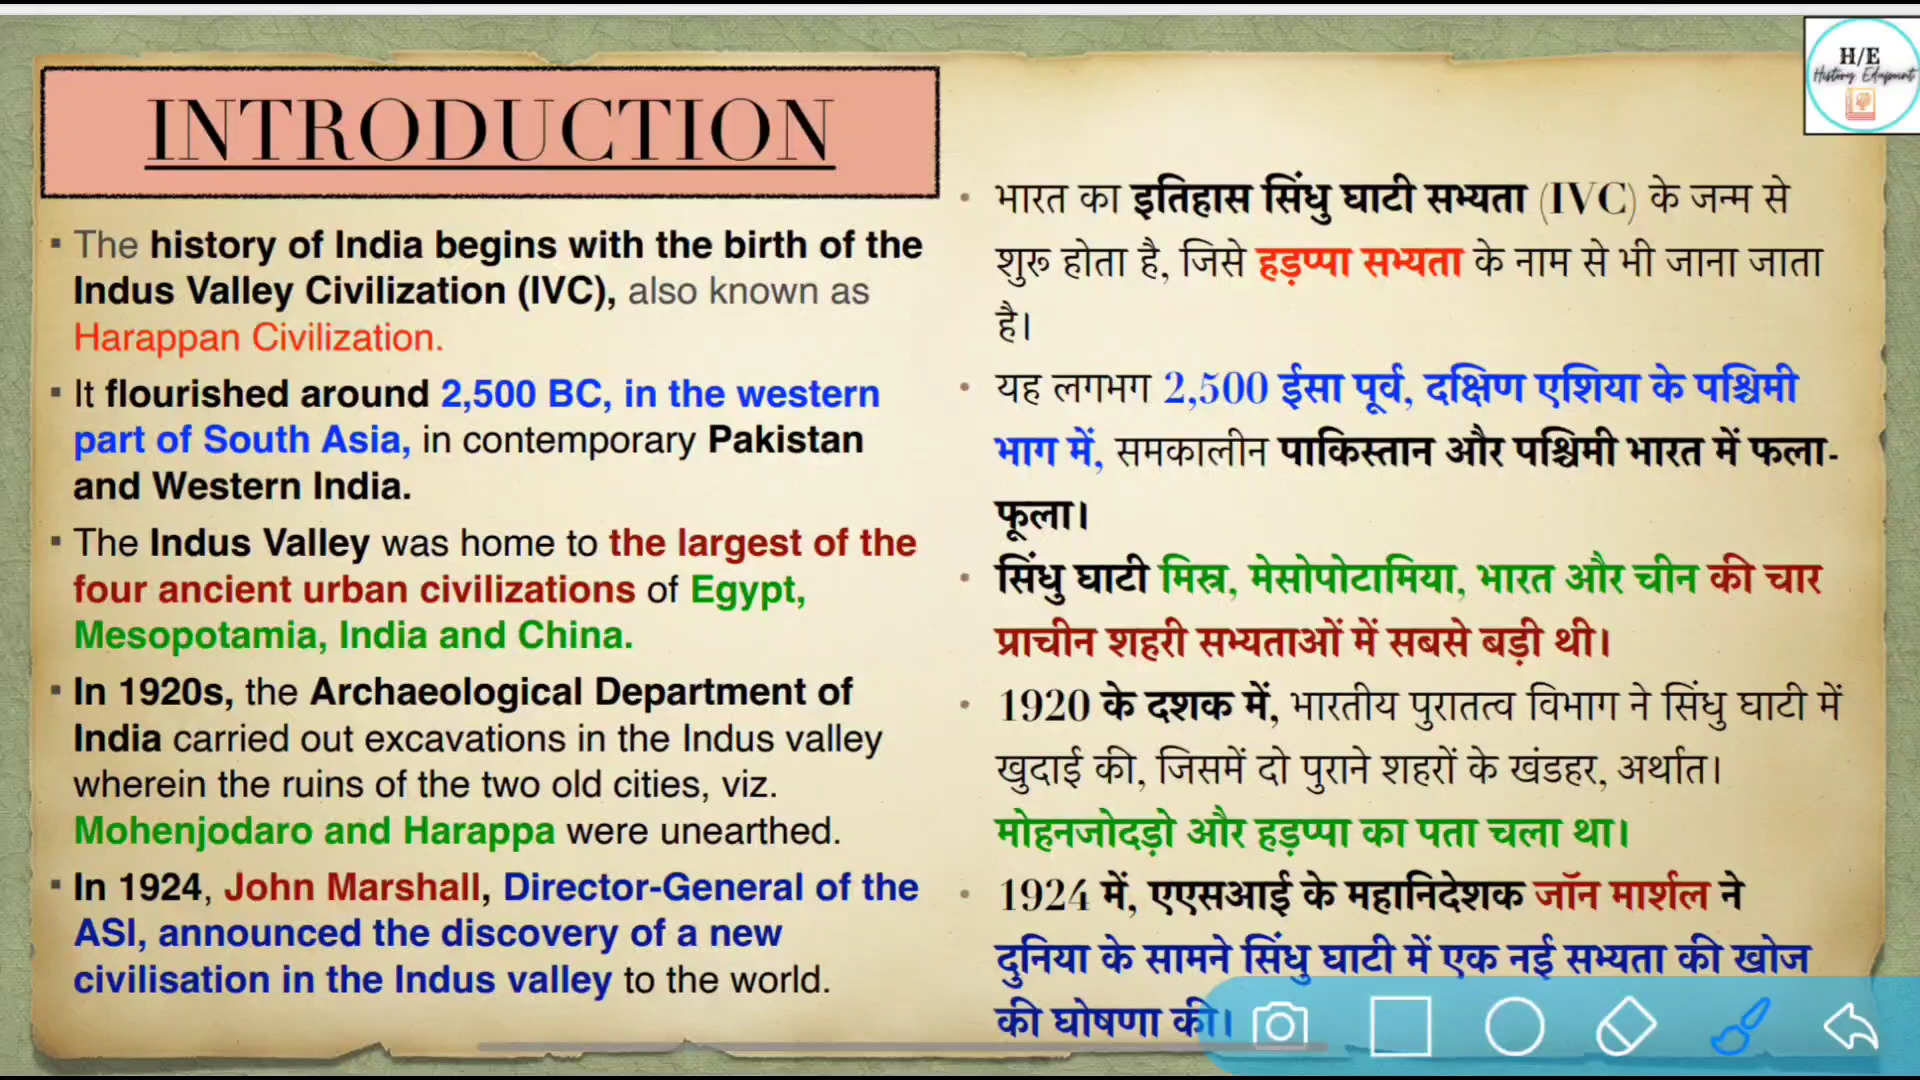 INTRODUCTION
▪ The history of India begins with the birth of the
Indus Valley Civilization (IVC), also known as
Harappan Civilization.
▪ It flourished around 2,500 BC, in the western
part of South Asia, in contemporary Pakistan
and Western India.
▪ The Indus Valley was home to the largest of the
four ancient urban civilizations of Egypt,
Mesopotamia, India and China.
▪ In 1920s, the Archaeological Department of
India carried out excavations in the Indus valley
wherein the ruins of the two old cities, viz.
Mohenjodaro and Harappa were unearthed.
▪ In 1924, John Marshall, Director-General of the
ASI, announced the discovery of a new
civilisation in the Indus valley to the world.
• भारत का इतिहास सिंधु घाटी सभ्यता (IVC) के जन्म से
शुरू होता है, जिसे हड़प्पा सभ्यता के नाम से भी जाना जाता
है।
• यह लगभग 2,500 ईसा पूर्व, दक्षिण एशिया के पश्चिमी
भाग में, समकालीन पाकिस्तान और पश्चिमी भारत में फला-
फूला।
• सिंधु घाटी मिस्र, मेसोपोटामिया, भारत और चीन की चार
प्राचीन शहरी सभ्यताओं में सबसे बड़ी थी।
• 1920 के दशक में, भारतीय पुरातत्व विभाग ने सिंधु घाटी में
खुदाई की, जिसमें दो पुराने शहरों के खंडहर, अर्थात।
मोहनजोदड़ो और हड़प्पा का पता चला था।
• 1924 में, एएसआई के महानिदेशक जॉन मार्शल ने
दुनिया के सामने सिंधु घाटी में एक नई सभ्यता की खोज
की घोषणा की।
H/E
History Edupoint